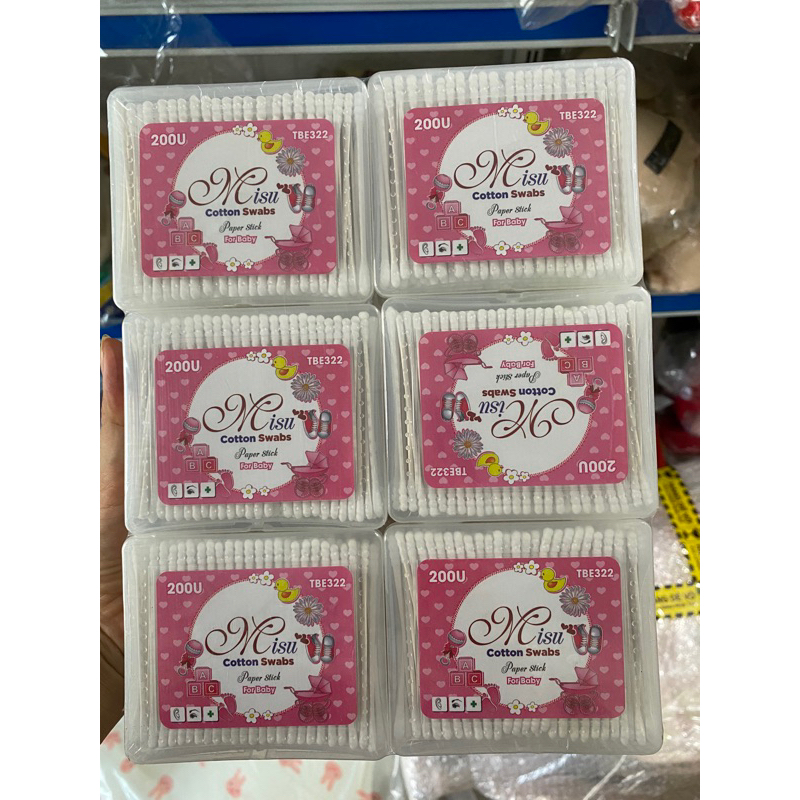 200U TBE322
Misu
Cotton Swabs
Paper Stick
For Baby
A
B C
200U TBE322
Misu
Cotton Swabs
Paper Stick
For Baby
A
B C
200U TBE322
Misu
Cotton Swabs
Paper Stick
For Baby
A
B C
200U TBE322
Misu
Cotton Swabs
Paper Stick
For Baby
A
B C
200U TBE322
Misu
Cotton Swabs
Paper Stick
For Baby
A
B C
200U TBE322
Misu
Cotton Swabs
Paper Stick
For Baby
A
B C